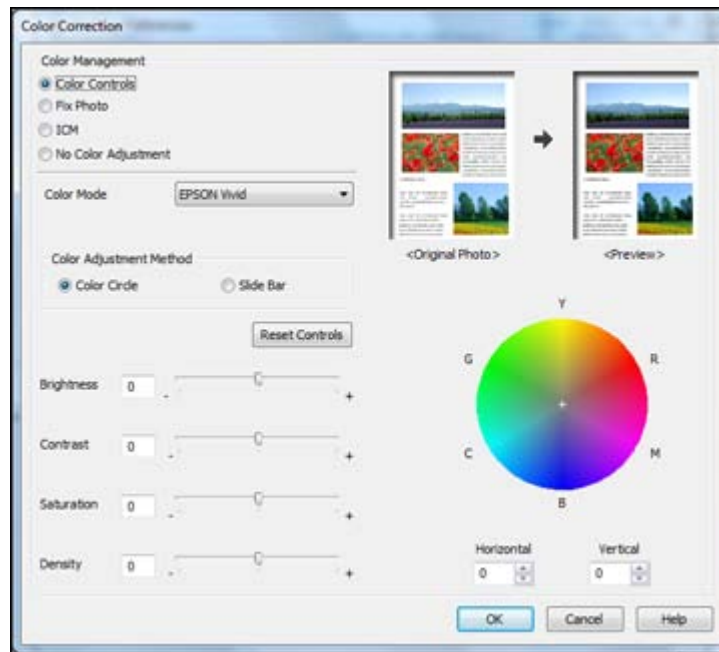 Color Correction
Color Management
Color Controls
Fix Photo
ICM
No Color Adjustment
Color Mode
EPSON Vivid
Color Adjustment Method
Color Circle
Slide Bar
Reset Controls
Brightness 0 - +
Contrast 0 - +
Saturation 0 - +
Density 0 - +
<Original Photo>
<Preview>
Y
G
R
C
M
B
Horizontal
Vertical
0
0
OK
Cancel
Help